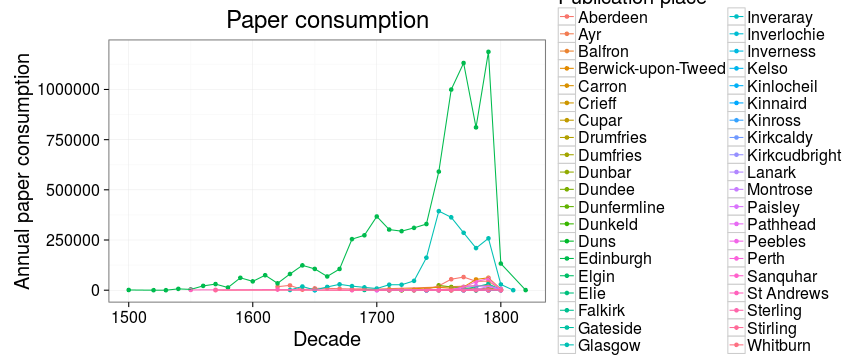 Paper consumption
Annual paper consumption
1000000
750000
500000
250000
0
1500
1600
1700
1800
Decade
Publication place
Aberdeen
Ayr
Balfron
Berwick-upon-Tweed
Carron
Crieff
Cupar
Drumfries
Dumfries
Dunbar
Dundee
Dunfermline
Dunkeld
Duns
Edinburgh
Elgin
Elie
Falkirk
Gateside
Glasgow
Inveraray
Inverlochie
Inverness
Kelso
Kinlocheil
Kinnaird
Kinross
Kirkcaldy
Kirkcudbright
Lanark
Montrose
Paisley
Pathhead
Peebles
Perth
Sanquhar
St Andrews
Sterling
Stirling
Whitburn